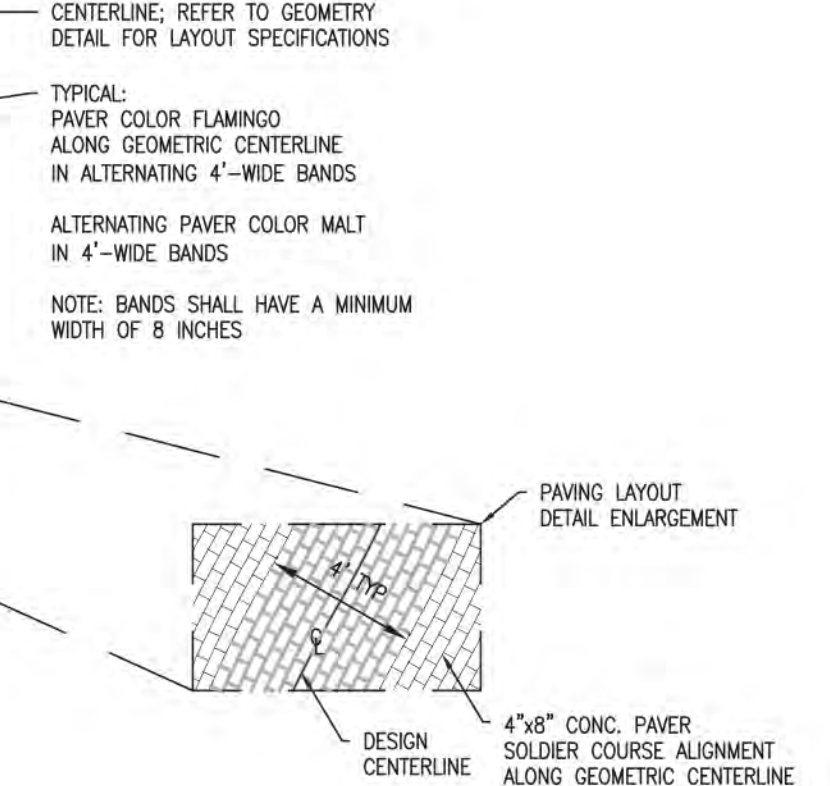 CENTERLINE; REFER TO GEOMETRY
DETAIL FOR LAYOUT SPECIFICATIONS
TYPICAL:
PAVER COLOR FLAMINGO
ALONG GEOMETRIC CENTERLINE
IN ALTERNATING 4'-WIDE BANDS
ALTERNATING PAVER COLOR MALT
IN 4'-WIDE BANDS
NOTE: BANDS SHALL HAVE A MINIMUM
WIDTH OF 8 INCHES
PAVING LAYOUT
DETAIL ENLARGEMENT
4' TYP
℄
DESIGN
CENTERLINE
4"x8" CONC. PAVER
SOLDIER COURSE ALIGNMENT
ALONG GEOMETRIC CENTERLINE